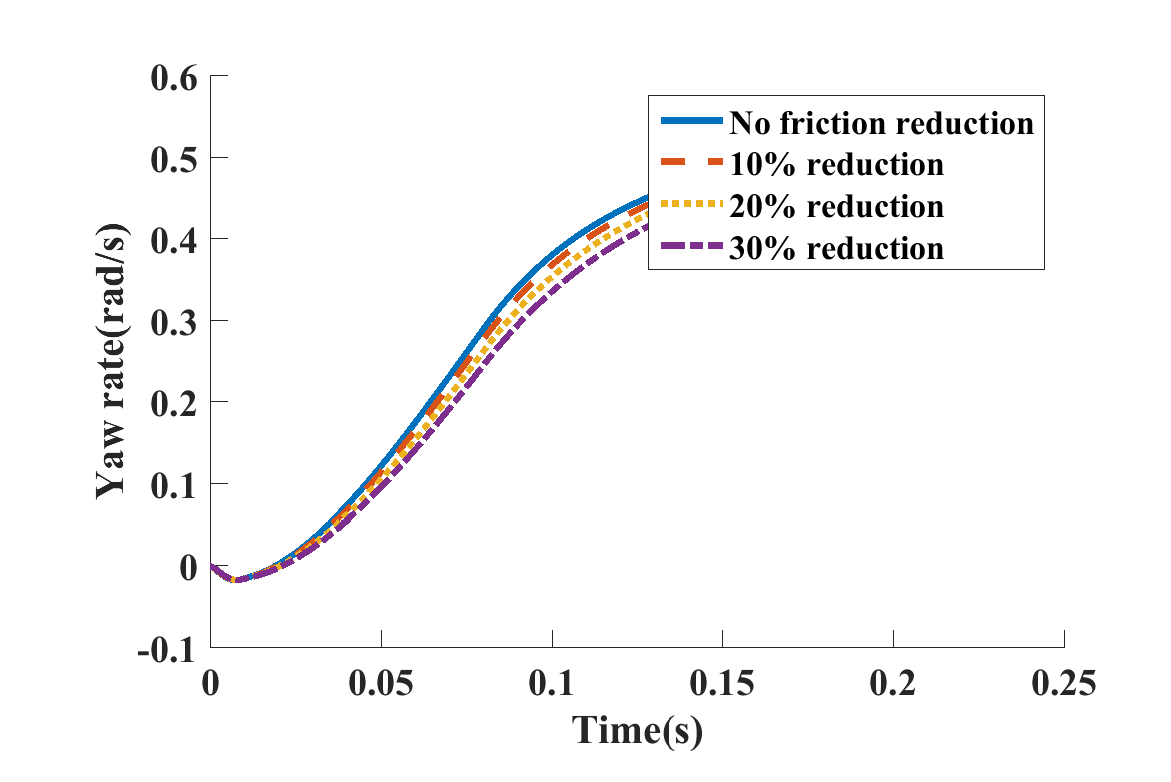 0.6
0.5
0.4
0.3
0.2
0.1
0
-0.1
Yaw rate(rad/s)
No friction reduction
10% reduction
20% reduction
30% reduction
0 0.05 0.1 0.15 0.2 0.25
Time(s)